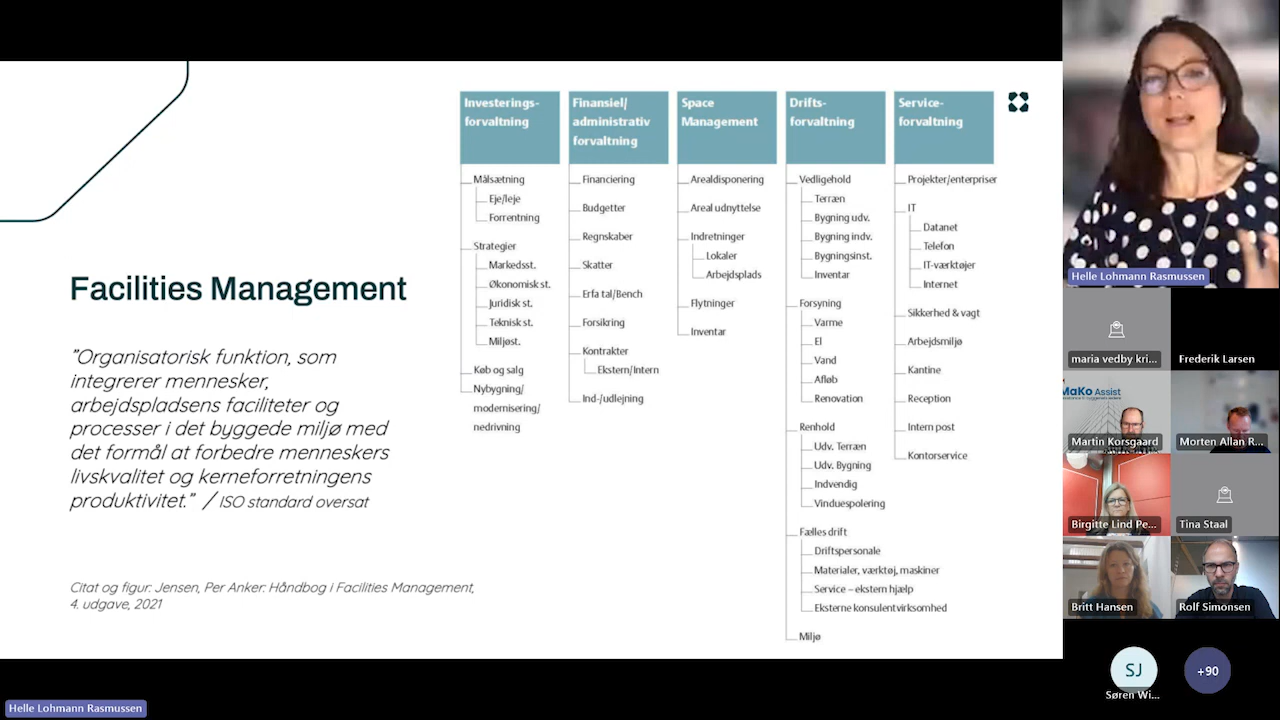 Facilities Management
”Organisatorisk funktion, som
integrerer mennesker,
arbejdspladsens faciliteter og
processer i det byggede miljø med
det formål at forbedre menneskers
livskvalitet og kerneforretningens
produktivitet.” / ISO standard oversat
Citat og figur: Jensen, Per Anker: Håndbog i Facilities Management,
4. udgave, 2021
Investerings-
forvaltning
Målsætning
Eje/leje
Forrentning
Strategier
Markedsst.
Økonomisk st.
Juridisk st.
Teknisk st.
Miljøst.
Køb og salg
Nybygning/
modernisering/
nedrivning
Finansiel/
administrativ
forvaltning
Financiering
Budgetter
Regnskaber
Skatter
Erfa tal/Bench
Forsikring
Kontrakter
Ekstern/Intern
Ind-/udlejning
Space
Management
Arealdisponering
Areal udnyttelse
Indretninger
Lokaler
Arbejdsplads
Flytninger
Inventar
Drifts-
forvaltning
Vedligehold
Terræn
Bygning udv.
Bygning indv.
Bygningsinst.
Inventar
Forsyning
Varme
El
Vand
Afløb
Renovation
Renhold
Udv. Terræn
Udv. Bygning
Indvendig
Vinduespolering
Fælles drift
Driftspersonale
Materialer, værktøj, maskiner
Service – ekstern hjælp
Eksterne konsulentvirksomhed
Miljø
Service-
forvaltning
Projekter/enterpriser
IT
Datanet
Telefon
IT-værktøjer
Internet
Sikkerhed & vagt
Arbejdsmiljø
Kantine
Reception
Intern post
Kontorservice
Helle Lohmann Rasmussen
maria vedby kri...
Frederik Larsen
MaKo Assist
Martin Korsgaard
Morten Allan R...
Birgitte Lind Pe...
Tina Staal
Britt Hansen
Rolf Simonsen
SJ
Søren Wi...
+90
Helle Lohmann Rasmussen